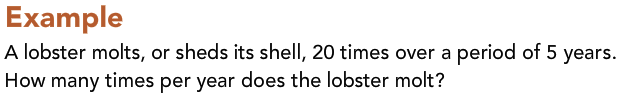 Example
A lobster molts, or sheds its shell, 20 times over a period of 5 years.
How many times per year does the lobster molt?